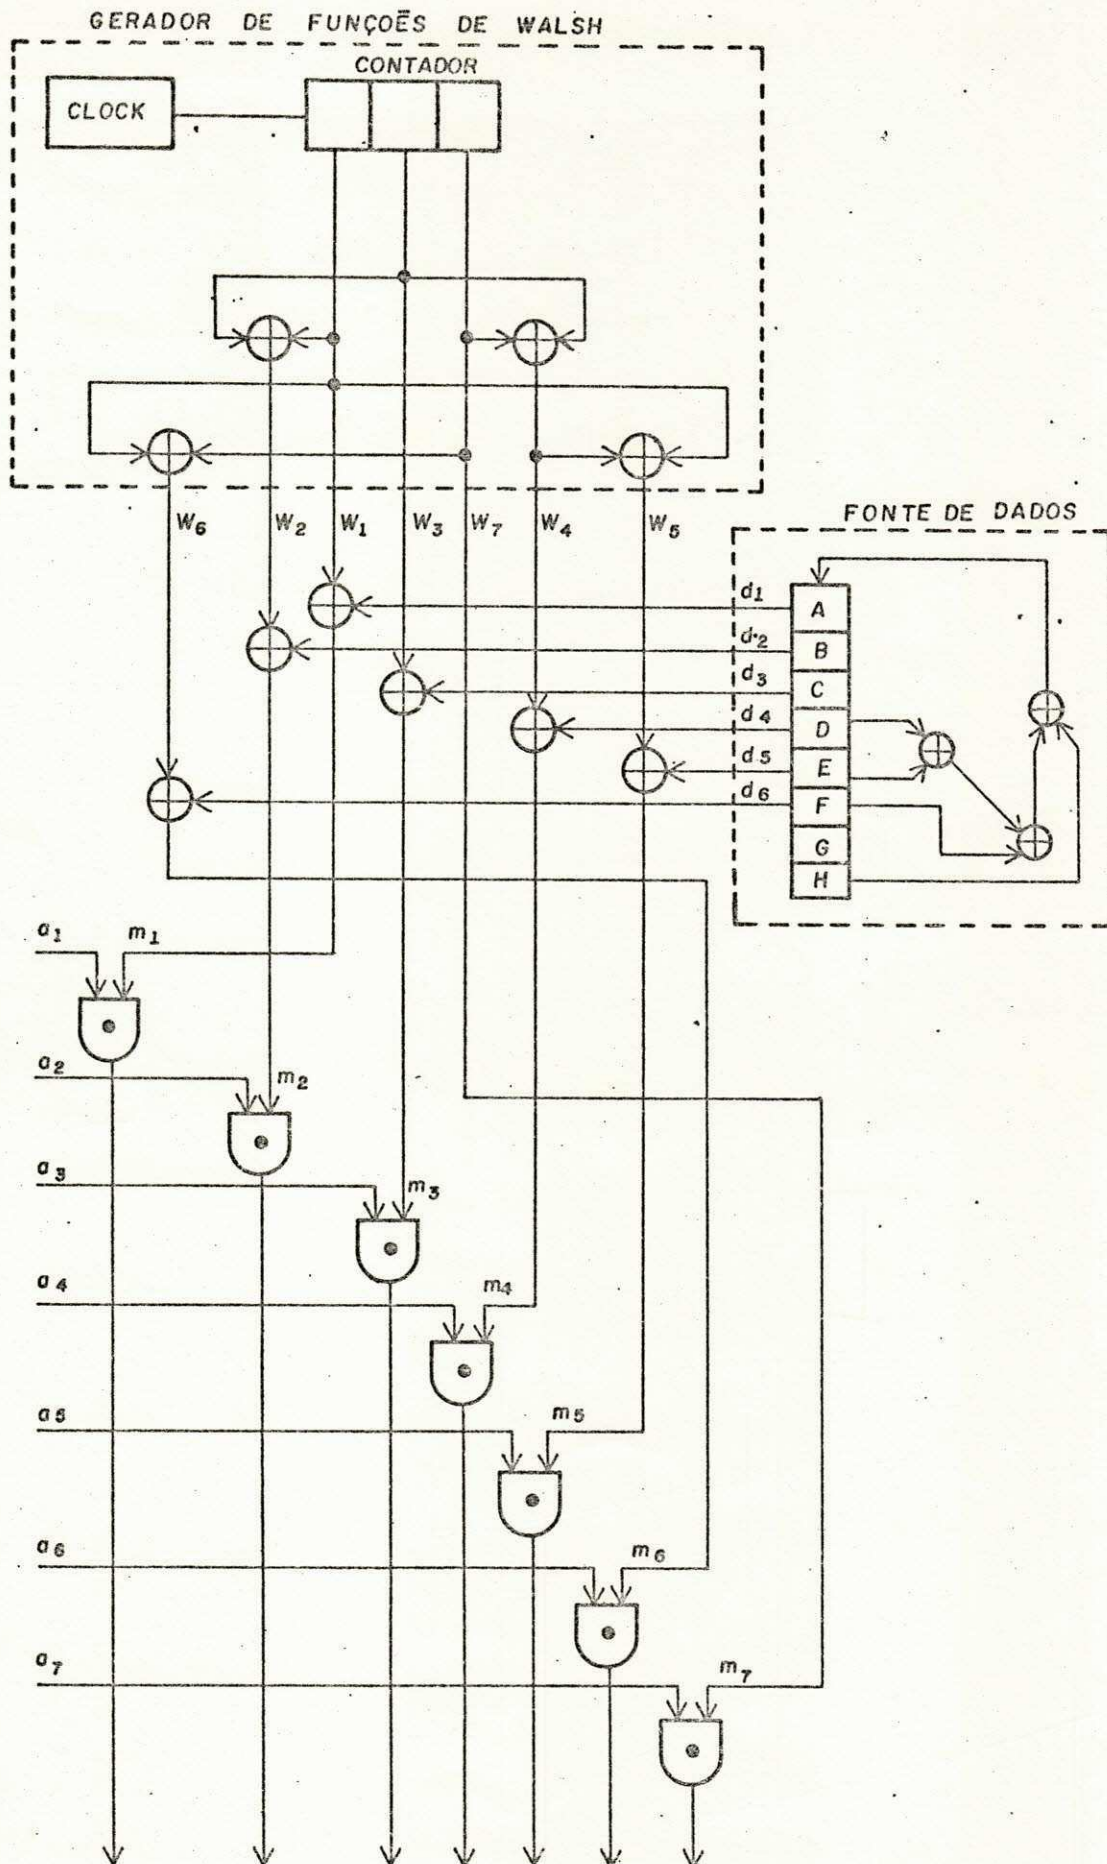 GERADOR DE FUNÇOẼS DE WALSH
CONTADOR
CLOCK
W6 W2 W1 W3 W7 W4 W5
FONTE DE DADOS
d1 A
d2 B
d3 C
d4 D
d5 E
d6 F
G
H
a1 m1
a2 m2
a3 m3
a4 m4
a5 m5
a6 m6
a7 m7